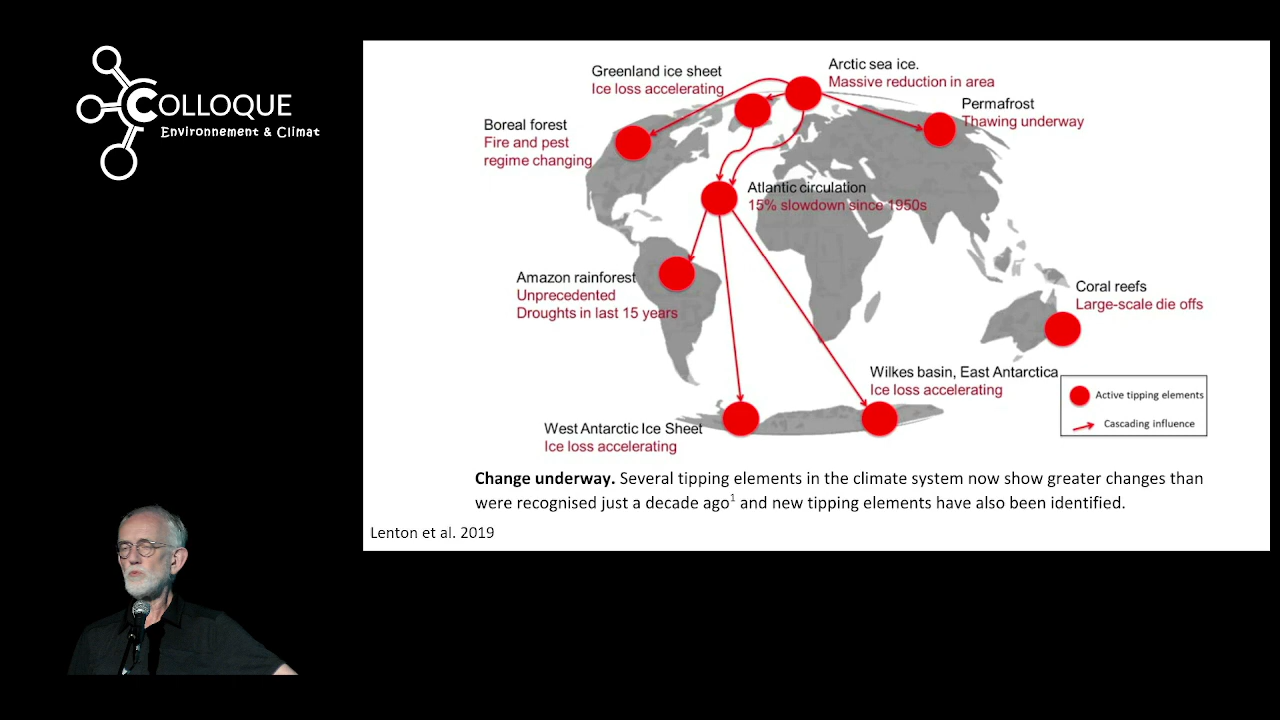 COLLOQUE
Environnement & Climat
Greenland ice sheet
Ice loss accelerating
Arctic sea ice.
Massive reduction in area
Permafrost
Thawing underway
Boreal forest
Fire and pest
regime changing
Atlantic circulation
15% slowdown since 1950s
Amazon rainforest
Unprecedented
Droughts in last 15 years
Coral reefs
Large-scale die offs
Wilkes basin, East Antarctica
Ice loss accelerating
Active tipping elements
Cascading influence
West Antarctic Ice Sheet
Ice loss accelerating
Change underway. Several tipping elements in the climate system now show greater changes than
were recognised just a decade ago1 and new tipping elements have also been identified.
Lenton et al. 2019